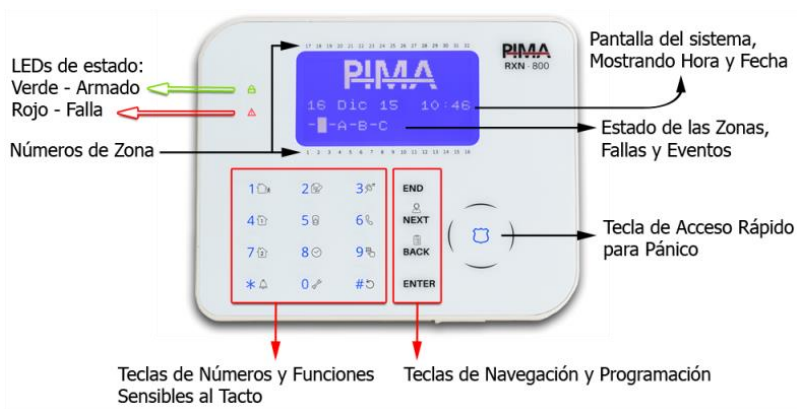 LEDs de estado:
Verde - Armado
Rojo - Falla
Números de Zona
17 18 19 20 21 22 23 24 25 26 27 28 29 30 31 32
PIMA
16 Dic 15 10:46
-█-A-B-C
1 2 3 4 5 6 7 8 9 10 11 12 13 14 15 16
PIMA
RXN - 800
Pantalla del sistema,
Mostrando Hora y Fecha
Estado de las Zonas,
Fallas y Eventos
1 2 3 END
4 5 6 NEXT
7 8 9 BACK
* 0 # ENTER
Tecla de Acceso Rápido
para Pánico
Teclas de Números y Funciones
Sensibles al Tacto
Teclas de Navegación y Programación